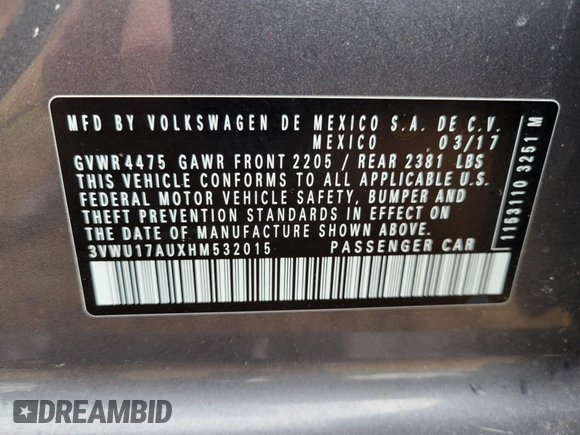 MFD BY VOLKSWAGEN DE MEXICO S.A. DE C.V.
MEXICO 03/17
GVWR 4475 GAWR FRONT 2205 / REAR 2381 LBS
THIS VEHICLE CONFORMS TO ALL APPLICABLE U.S.
FEDERAL MOTOR VEHICLE SAFETY, BUMPER AND
THEFT PREVENTION STANDARDS IN EFFECT ON
THE DATE OF MANUFACTURE SHOWN ABOVE.
3VWU17AUXHM532015 PASSENGER CAR
1163110 3251 M
DREAMBID